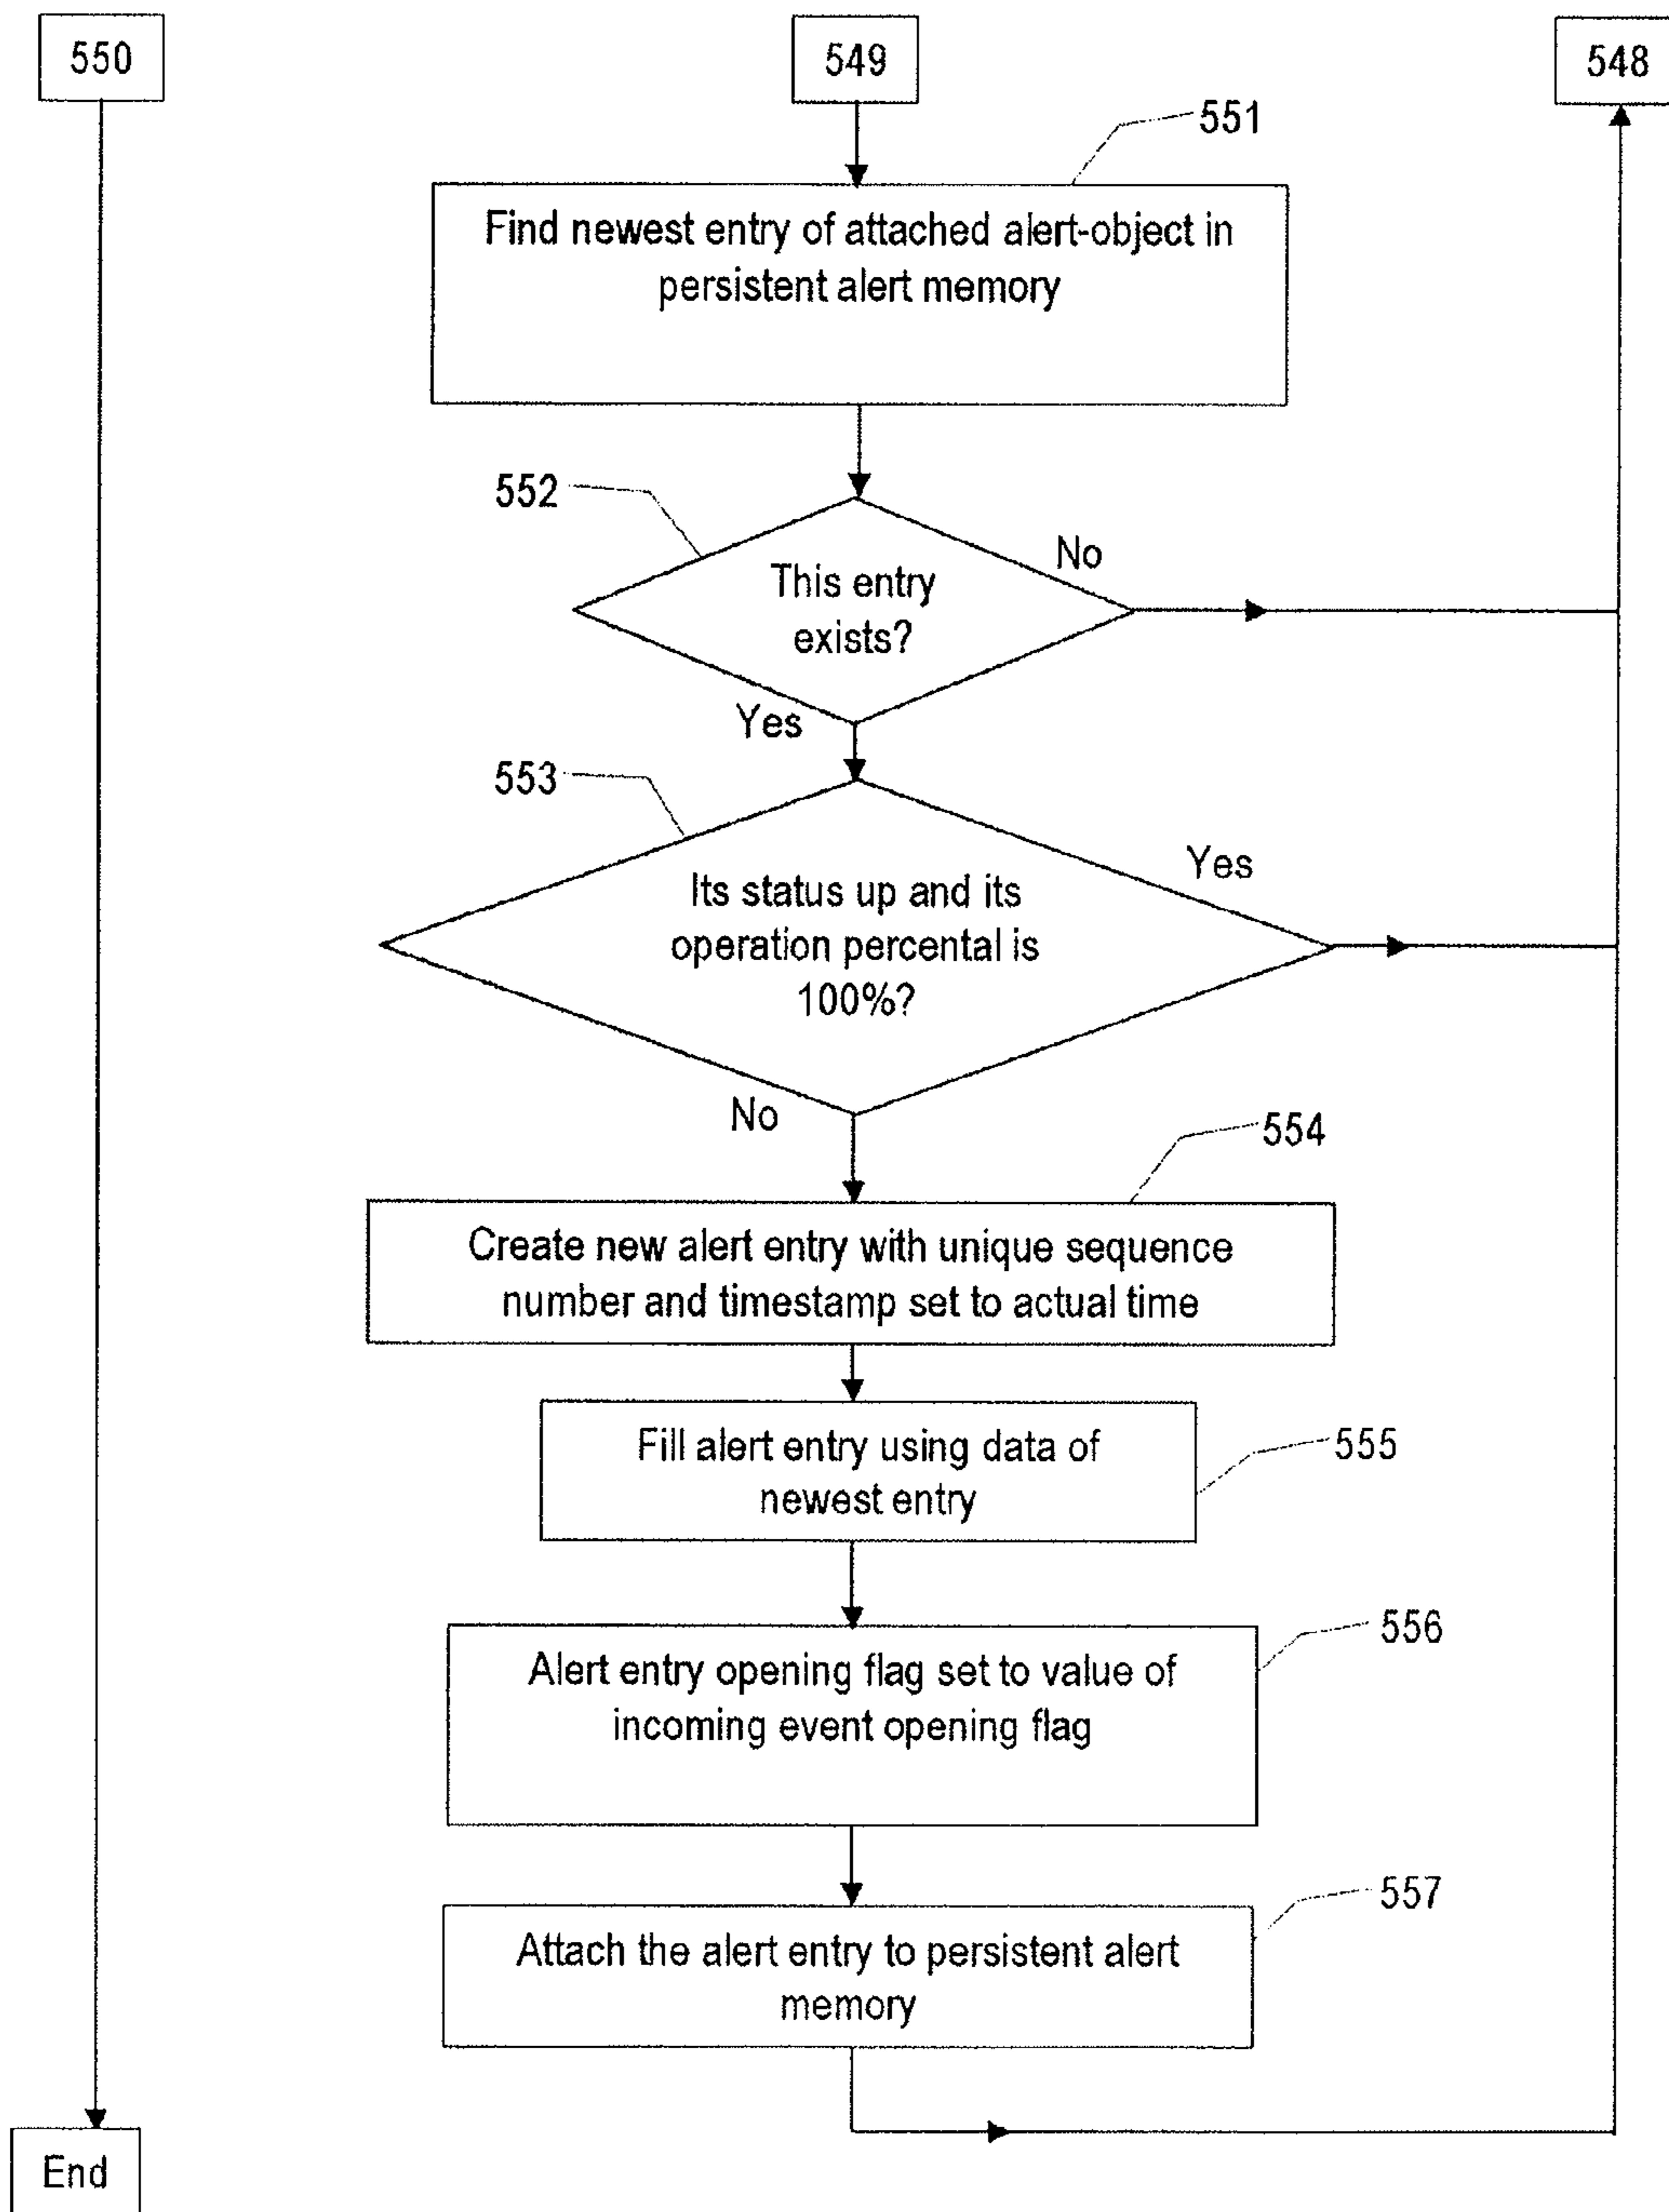 550
549
548
551
Find newest entry of attached alert-object in
persistent alert memory
552
No
This entry
exists?
Yes
553
Yes
Its status up and its
operation percental is
100%?
No
554
Create new alert entry with unique sequence
number and timestamp set to actual time
Fill alert entry using data of
newest entry
555
556
Alert entry opening flag set to value of
incoming event opening flag
557
Attach the alert entry to persistent alert
memory
End